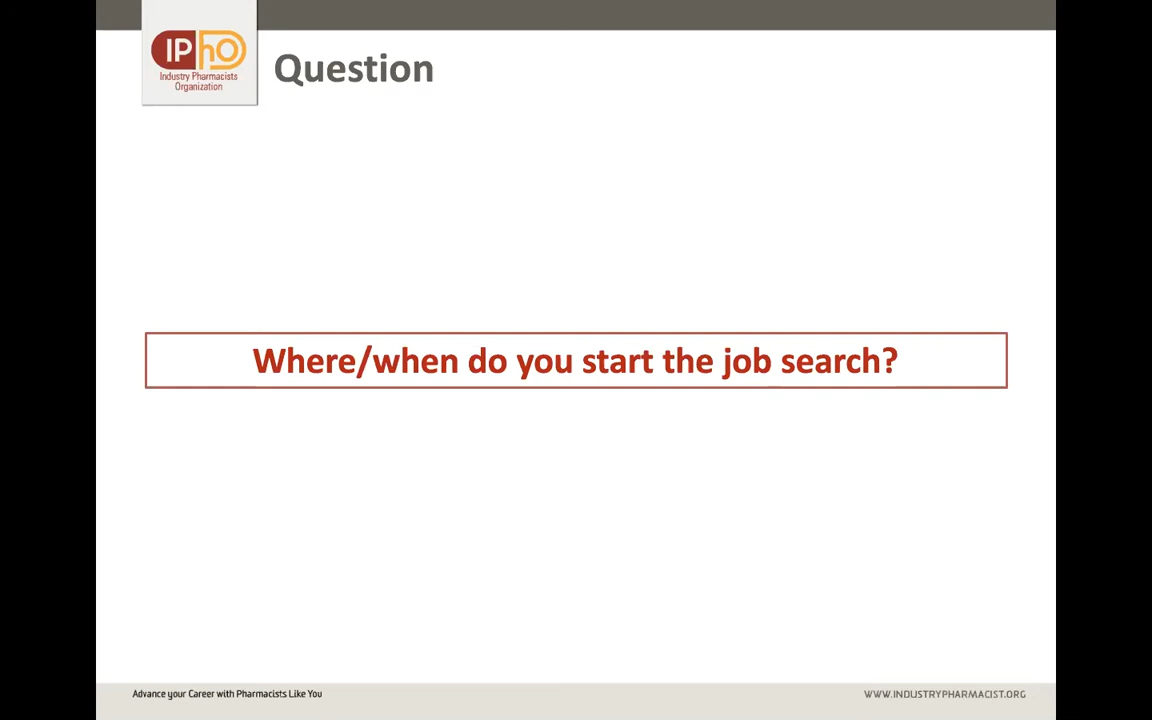 IPhO
Industry Pharmacists
Organization
Question
Where/when do you start the job search?
Advance your Career with Pharmacists Like You
WWW.INDUSTRYPHARMACIST.ORG